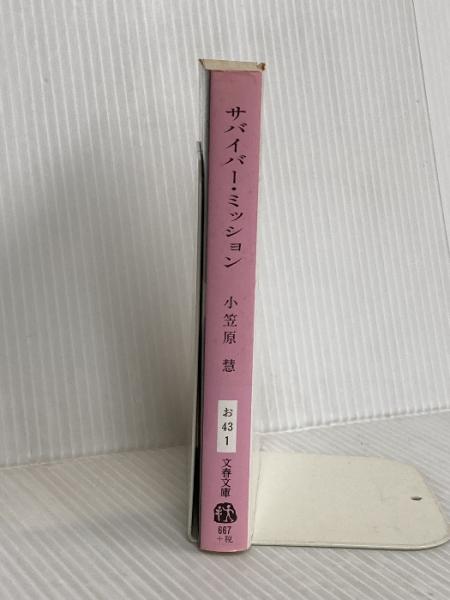 サバイバー・ミッション
小笠原 慧
お
43
1
文春文庫
667
+税